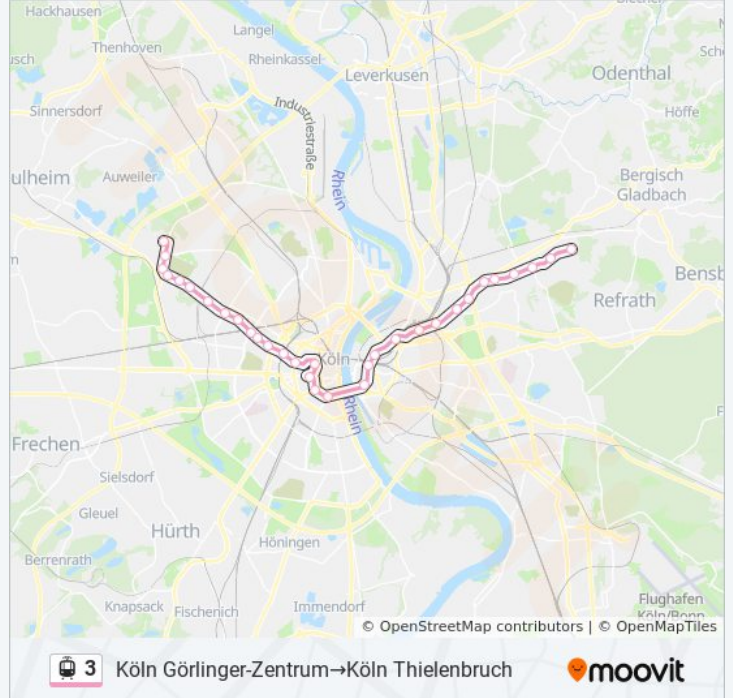 Hackhausen
Langel
Thenhoven
Rheinkassel
Leverkusen
Odenthal
Sinnersdorf
Industriestraße
Höffe
Rhein
ulheim
Auweiler
Bergisch
Gladbach
Bensb
Refrath
Köln
Rhein
Frechen
Sielsdorf
Gleuel
Hürth
Höningen
Berrenrath
Knapsack
Fischenich
Immendorf
Flughafen
Köln/Bonn
© OpenStreetMap contributors | © OpenMapTiles
3 Köln Görlinger-Zentrum→Köln Thielenbruch
moovit